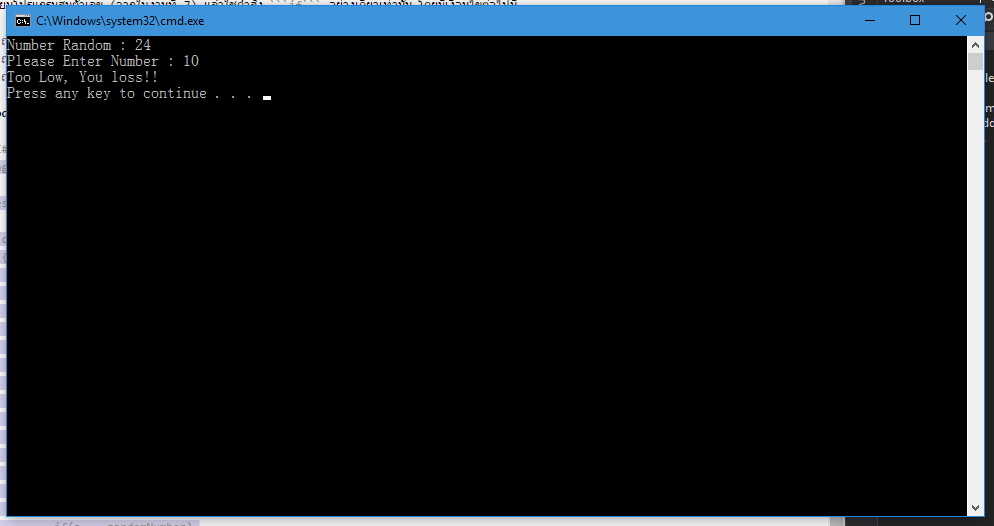 C:\Windows\system32\cmd.exe
Number Random : 24
Please Enter Number : 10
Too Low, You loss!!
Press any key to continue . . .